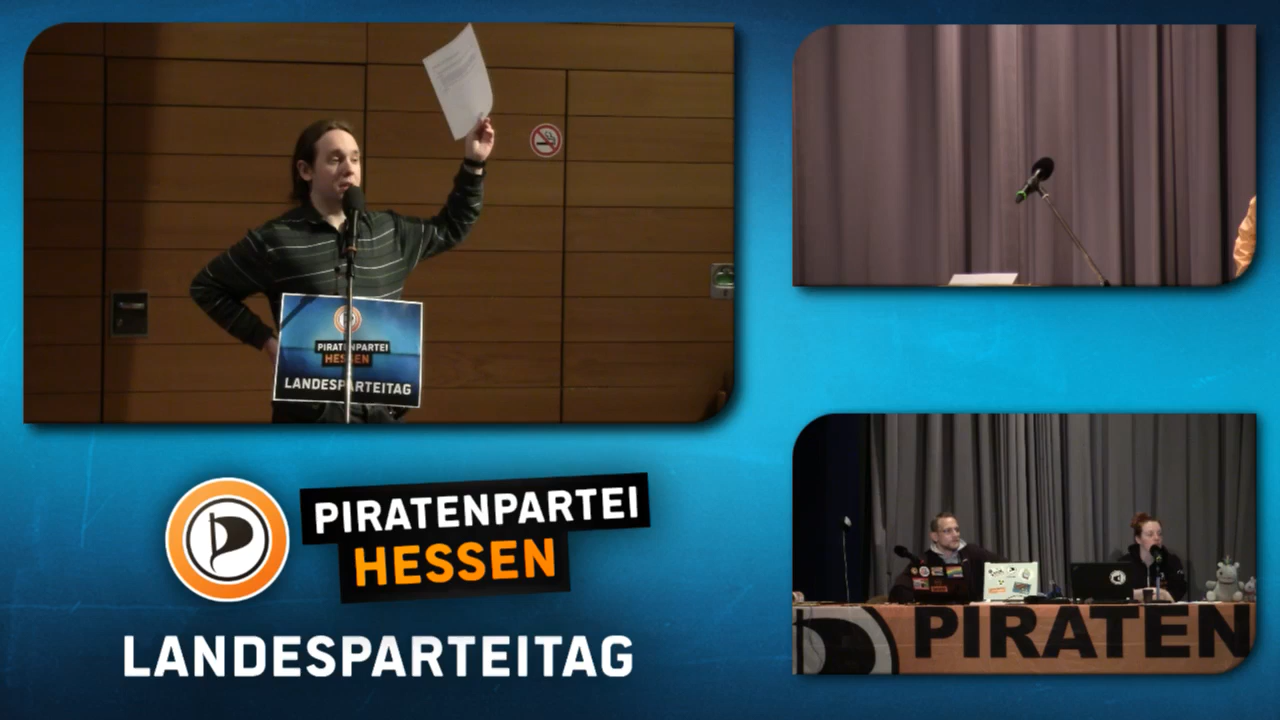 PIRATENPARTEI
HESSEN
LANDESPARTEITAG
PIRATENPARTEI
HESSEN
LANDESPARTEITAG
PIRATEN